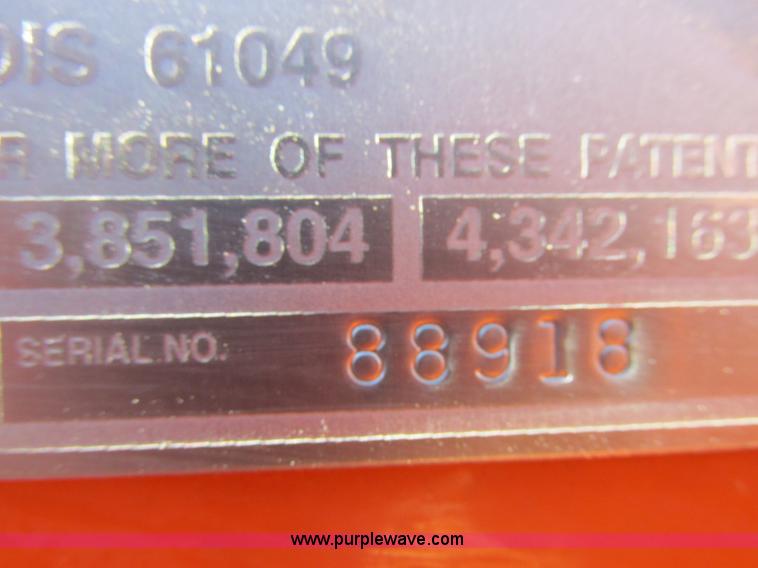 OIS 61049
R MORE OF THESE PATENT
3,851,804 4,342,163
SERIAL NO. 88918
www.purplewave.com